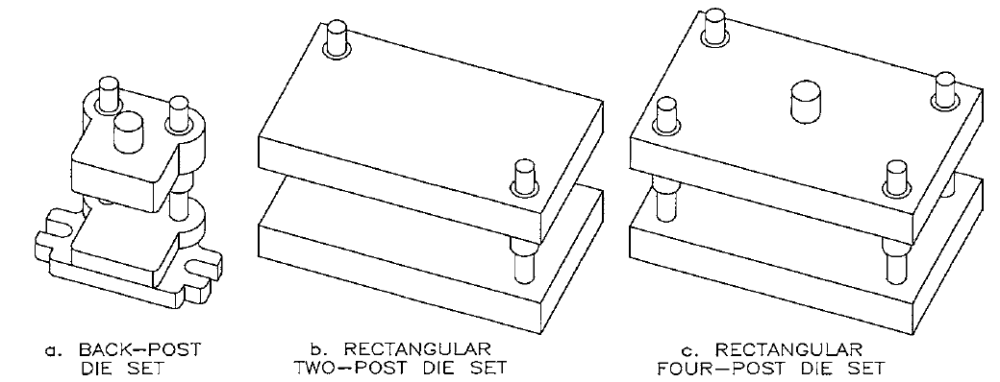 a. BACK-POST
DIE SET
b. RECTANGULAR
TWO-POST DIE SET
c. RECTANGULAR
FOUR-POST DIE SET